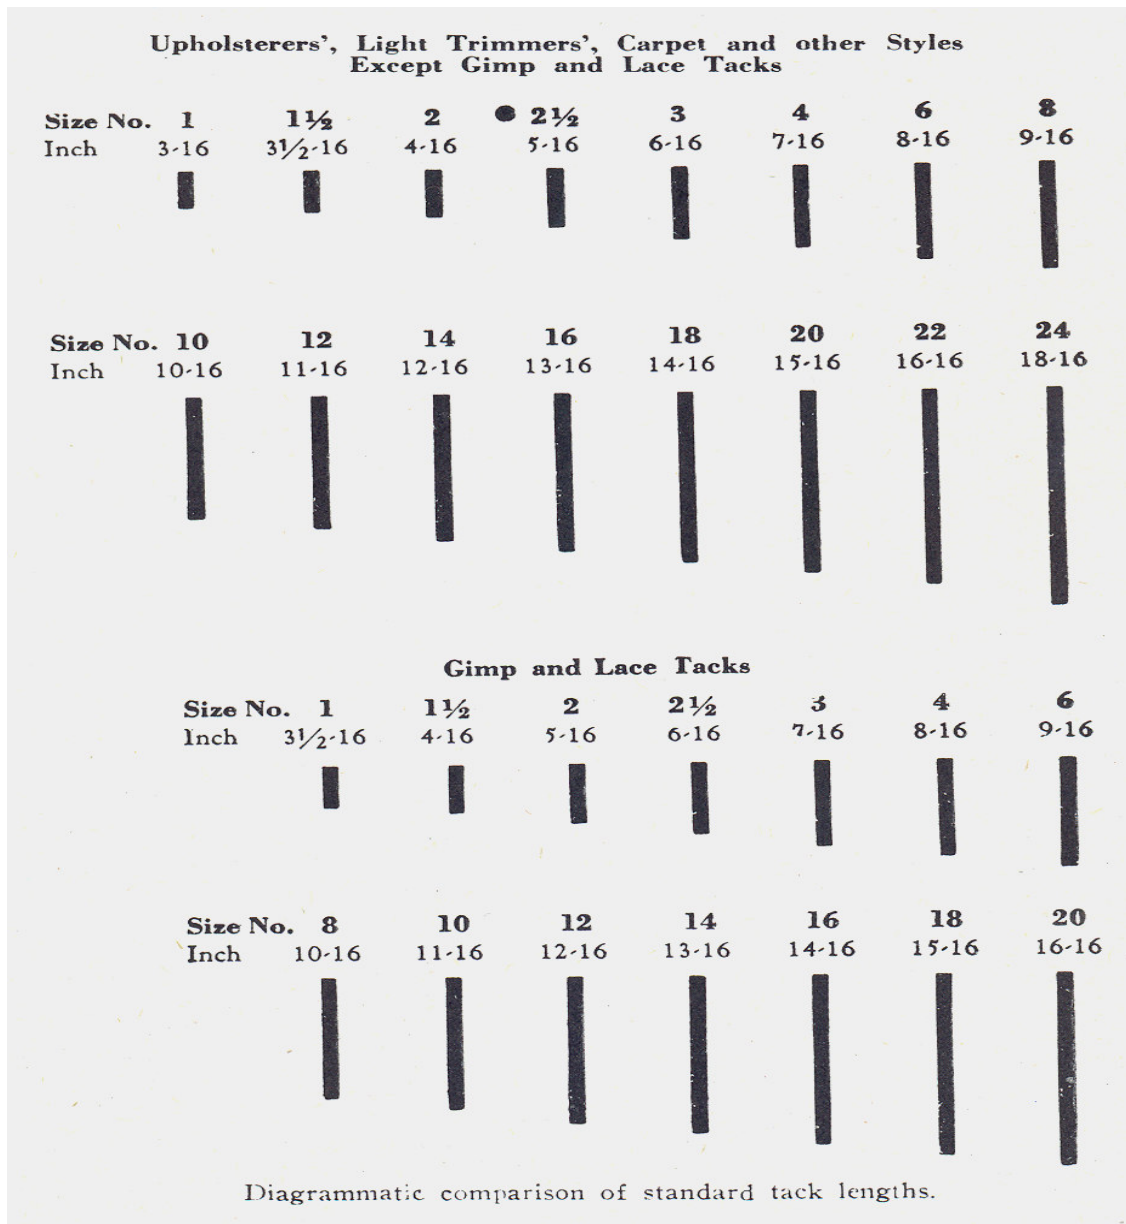 Upholsterers', Light Trimmers', Carpet and other Styles
Except Gimp and Lace Tacks
Size No. 1 1½ 2 2½ 3 4 6 8
Inch 3-16 3½-16 4-16 5-16 6-16 7-16 8-16 9-16
Size No. 10 12 14 16 18 20 22 24
Inch 10-16 11-16 12-16 13-16 14-16 15-16 16-16 18-16
Gimp and Lace Tacks
Size No. 1 1½ 2 2½ 3 4 6
Inch 3½-16 4-16 5-16 6-16 7-16 8-16 9-16
Size No. 8 10 12 14 16 18 20
Inch 10-16 11-16 12-16 13-16 14-16 15-16 16-16
Diagrammatic comparison of standard tack lengths.